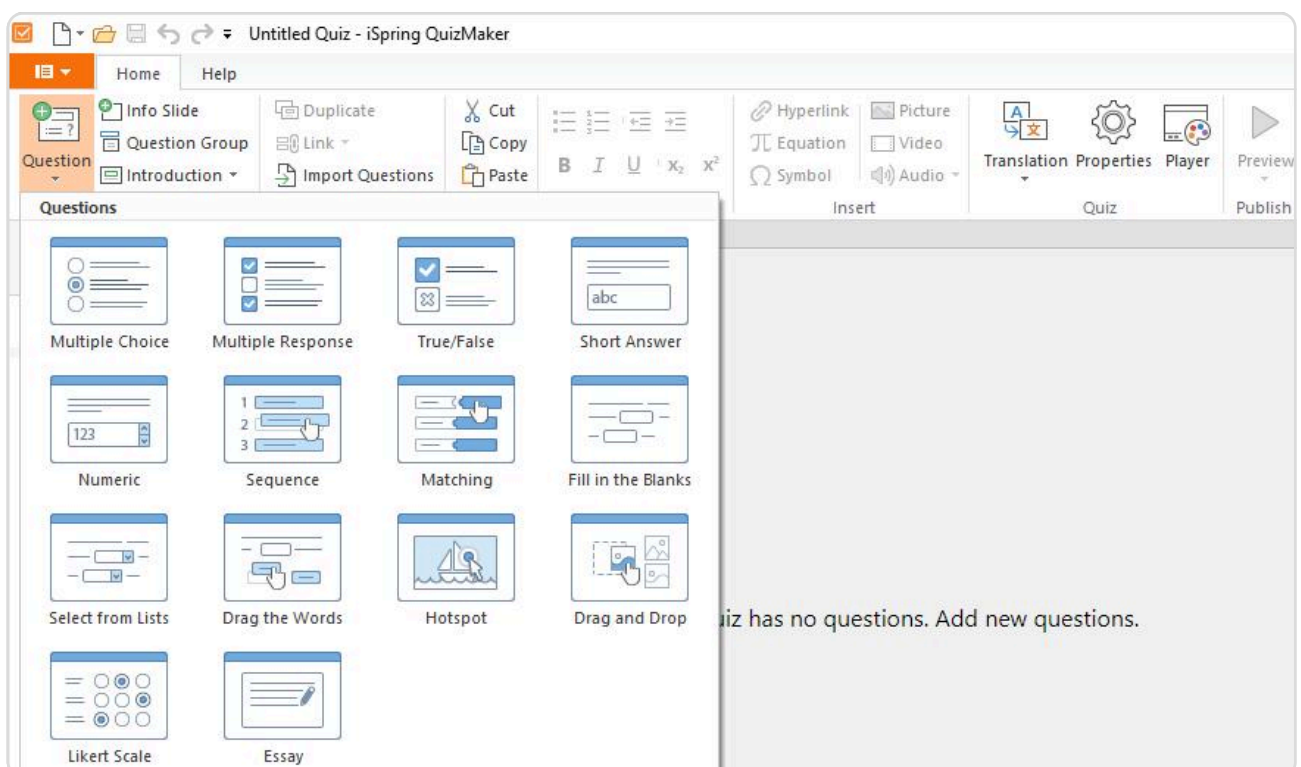 Untitled Quiz - iSpring QuizMaker
Home Help
Question
Info Slide
Question Group
Introduction
Duplicate
Link
Import Questions
Cut
Copy
Paste
B I U X₂ X²
Hyperlink
Equation
Symbol
Picture
Video
Audio
Insert
Translation Properties Player
Quiz
Preview
Publish
Questions
abc
Multiple Choice Multiple Response True/False Short Answer
123
1
2
3
Numeric Sequence Matching Fill in the Blanks
Select from Lists Drag the Words Hotspot Drag and Drop
has no questions. Add new questions.
Likert Scale Essay